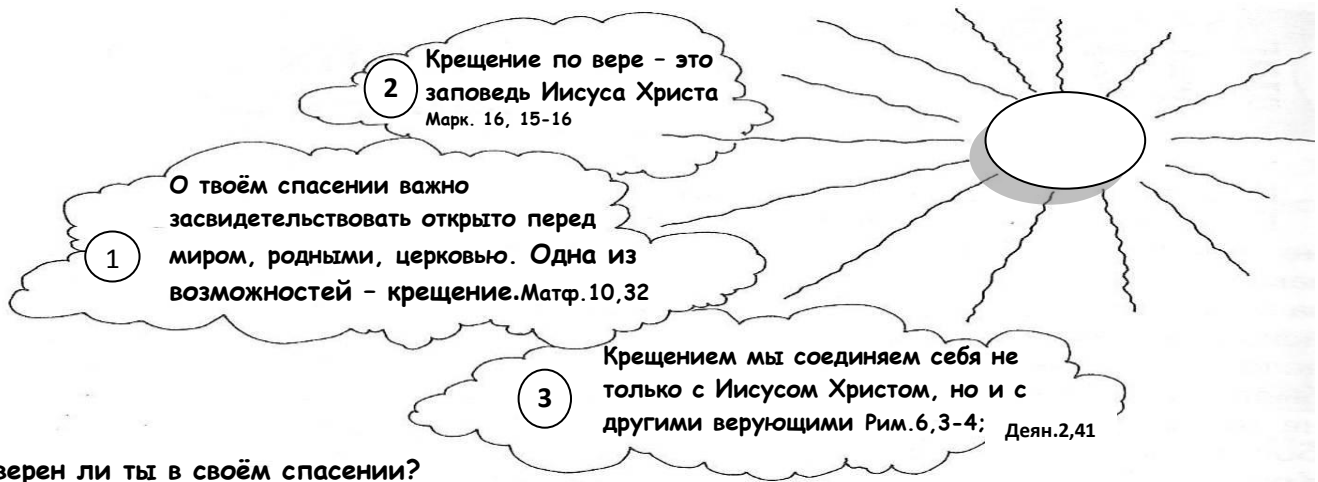 2
Крещение по вере – это
заповедь Иисуса Христа
Марк. 16, 15-16
О твоём спасении важно
засвидетельствовать открыто перед
1
миром, родными, церковью. Одна из
возможностей – крещение.Матф.10,32
Крещением мы соединяем себя не
3
только с Иисусом Христом, но и с
другими верующими Рим.6,3-4; Деян.2,41
верен ли ты в своём спасении?